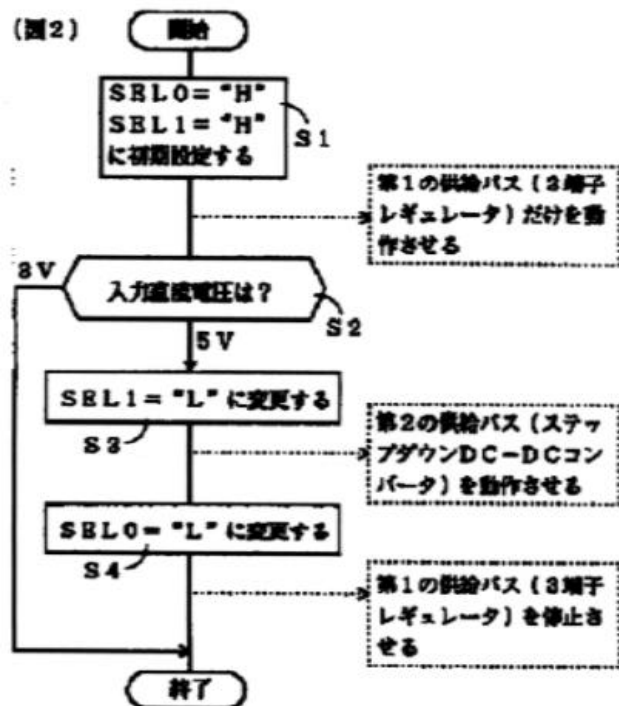 (図2)
開始
SEL0="H"
SEL1="H"
に初期設定する
S1
第1の供給パス(3端子
レギュレータ)だけを動
作させる
3V
入力直流電圧は?
S2
5V
SEL1="L"に変更する
S3
第2の供給パス(ステッ
プダウンDC-DCコン
バータ)を動作させる
SEL0="L"に変更する
S4
第1の供給パス(3端子
レギュレータ)を停止さ
せる
終了